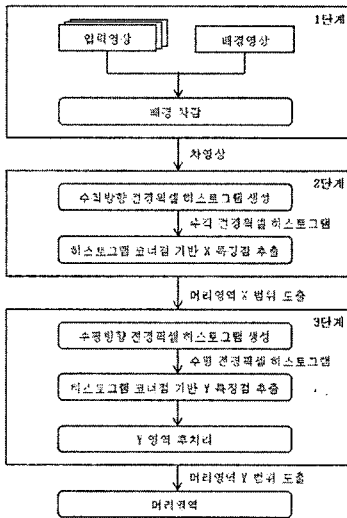 1단계
입력영상
배경영상
배경 차감
차영상
2단계
수직방향 전경픽셀 히스토그램 생성
수직 전경픽셀 히스토그램
히스토그램 코너점 기반 X 특징점 추출
머리영역 X 범위 도출
3단계
수평방향 전경픽셀 히스토그램 생성
수평 전경픽셀 히스토그램
히스토그램 코너점 기반 Y 특징점 추출
Y 영역 후처리
머리영역 Y 범위 도출
머리영역